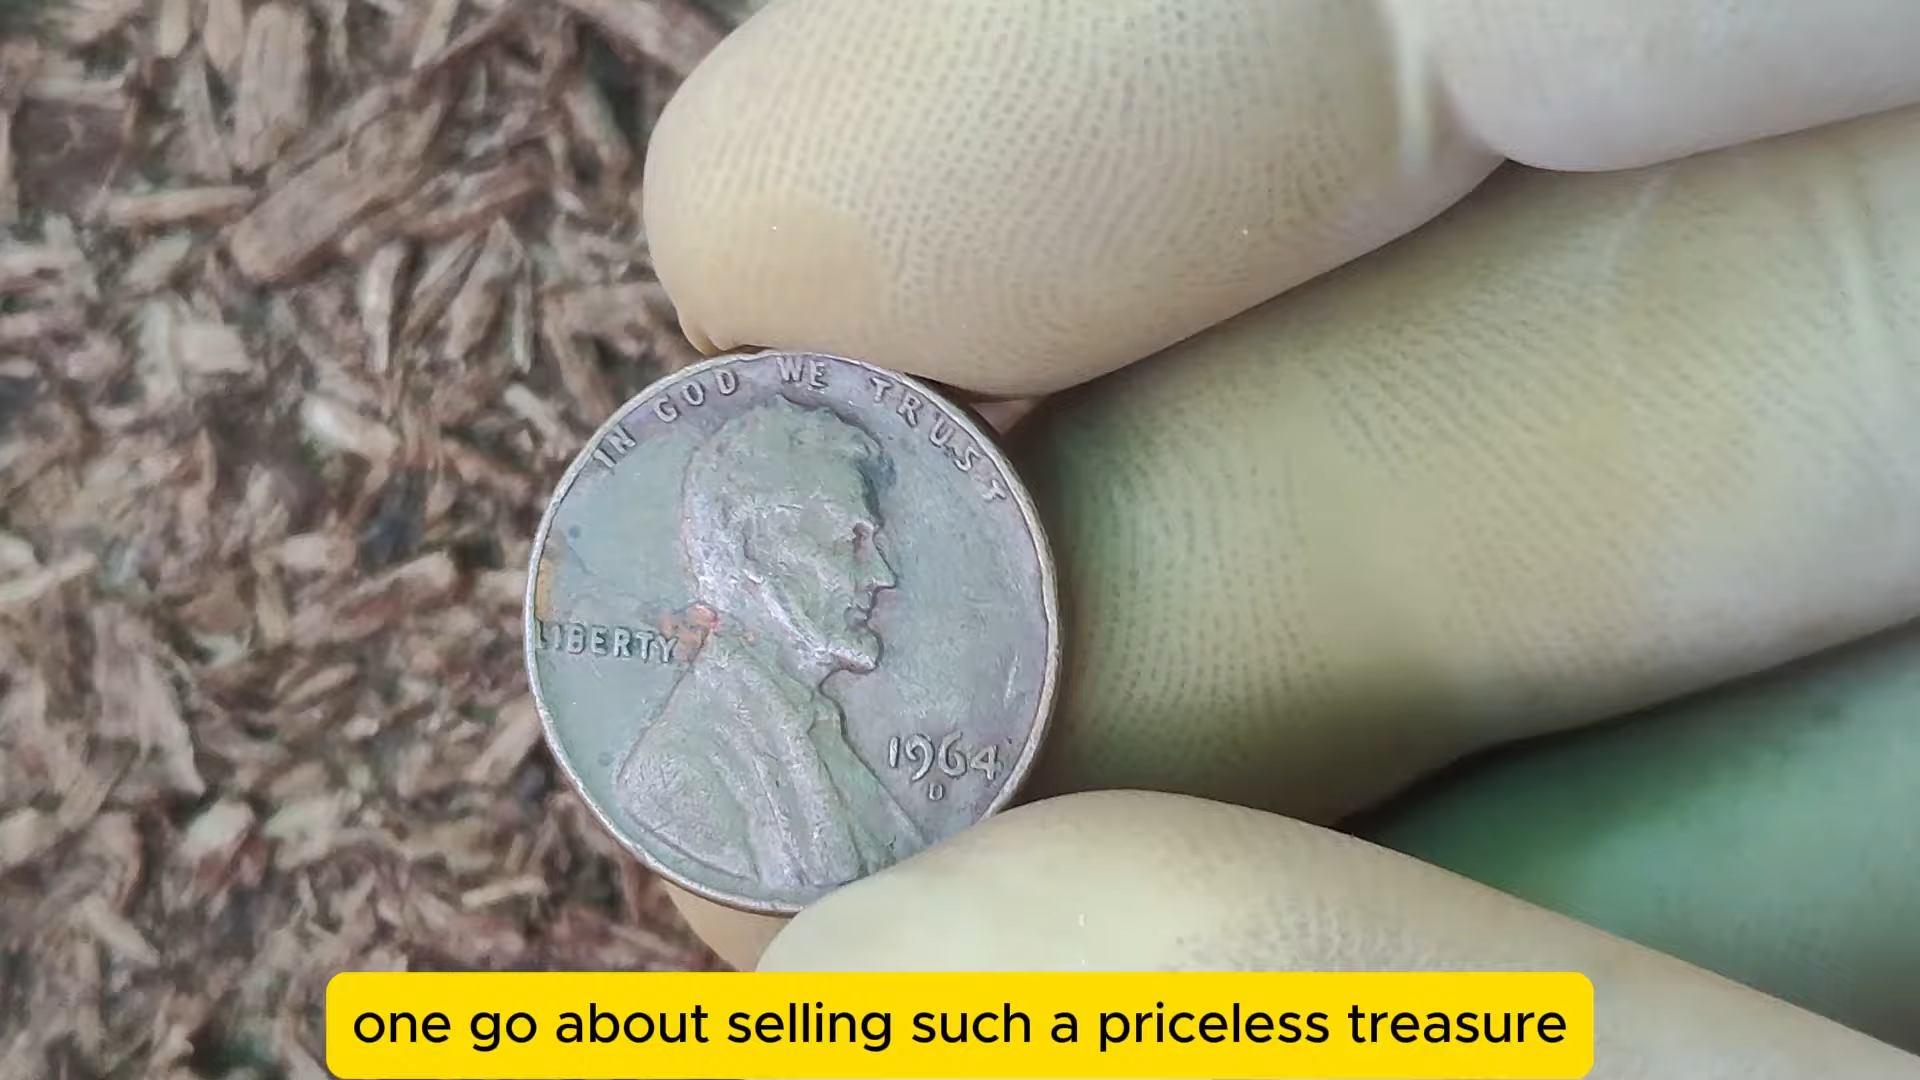 IN GOD WE TRUST
LIBERTY
1964
D
one go about selling such a priceless treasure